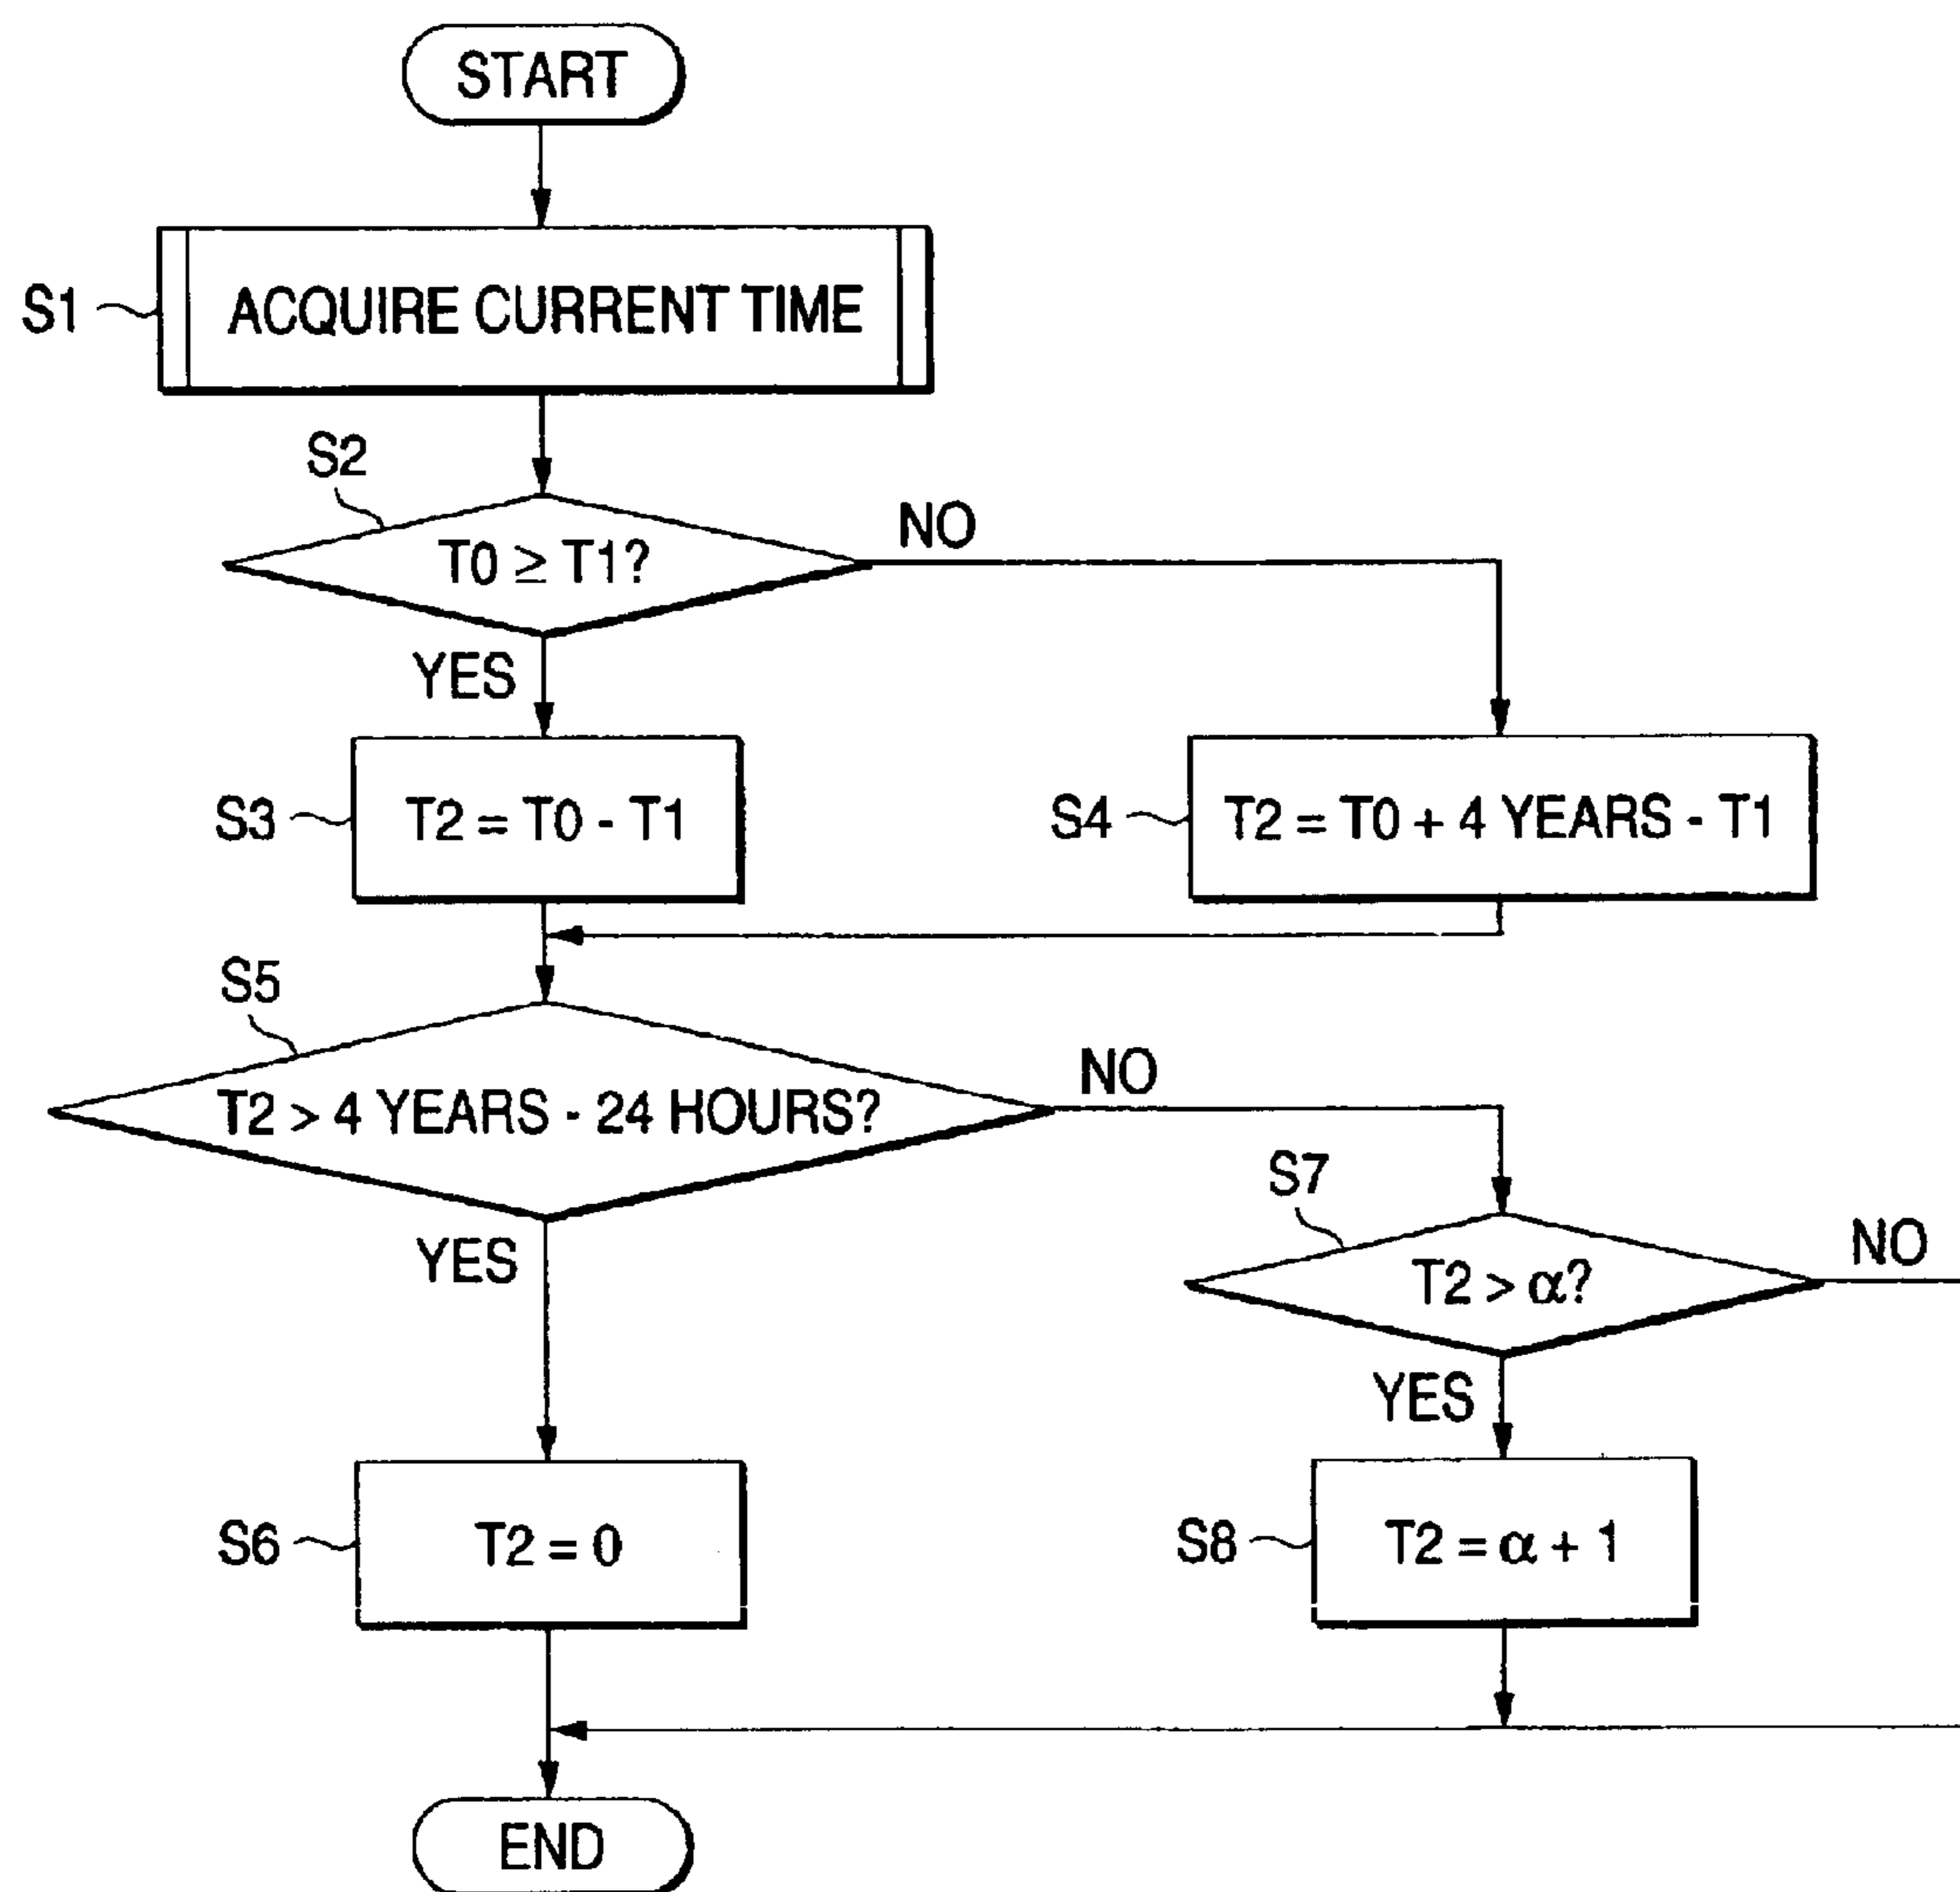 START
S1
ACQUIRE CURRENT TIME
S2
T0 ≥ T1?
NO
YES
S3
T2 = T0 - T1
S4
T2 = T0 + 4 YEARS - T1
S5
T2 > 4 YEARS - 24 HOURS?
NO
S7
T2 > α?
NO
YES
YES
S6
T2 = 0
S8
T2 = α + 1
END